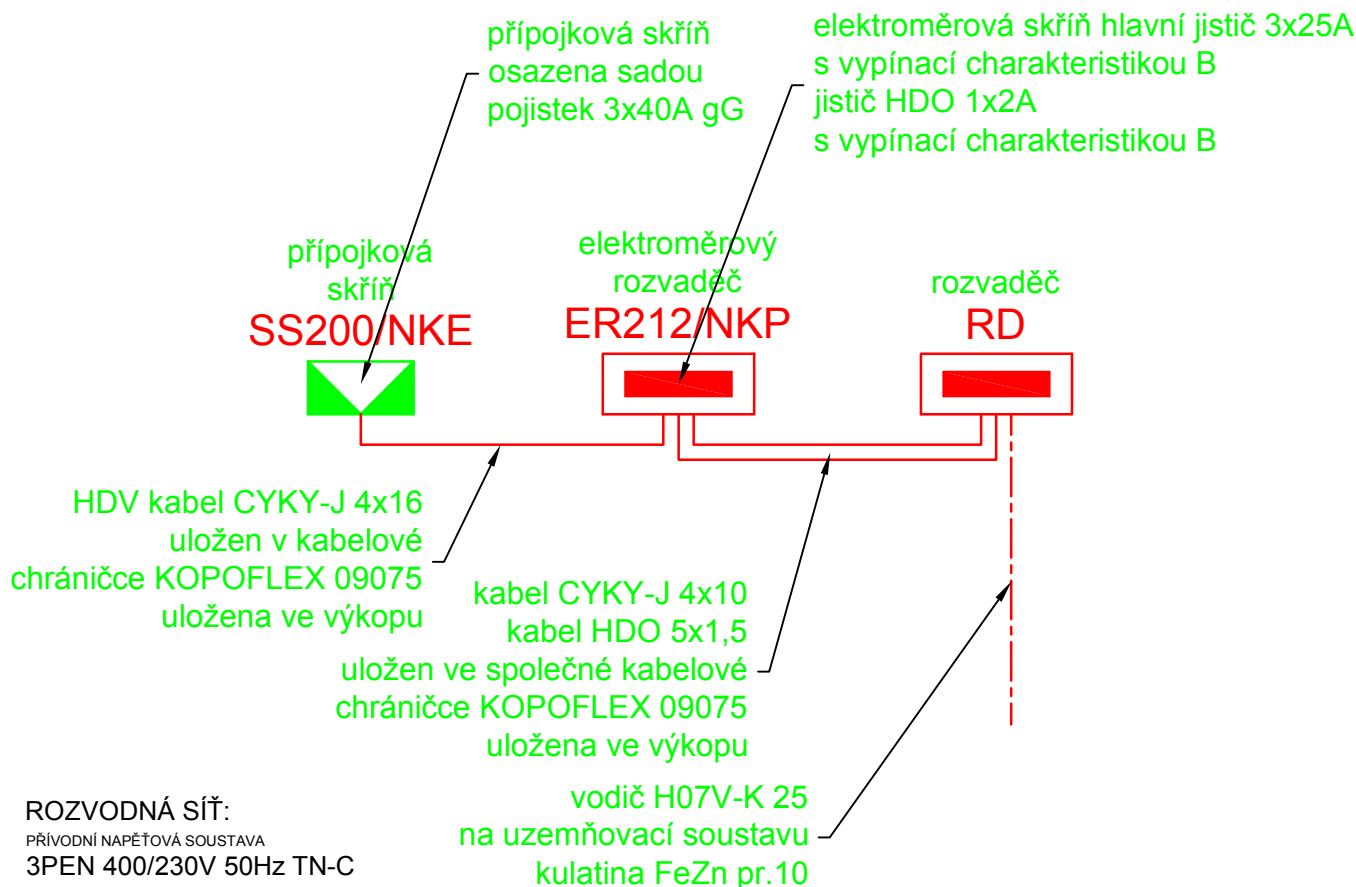 přípojková skříň
osazena sadou
pojistek 3x40A gG
elektroměrová skříň hlavní jistič 3x25A
s vypínací charakteristikou B
jistič HDO 1x2A
s vypínací charakteristikou B
přípojková
skříň
SS200/NKE
elektroměrový
rozvaděč
ER212/NKP
rozvaděč
RD
HDV kabel CYKY-J 4x16
uložen v kabelové
chráničce KOPOFLEX 09075
uložena ve výkopu
kabel CYKY-J 4x10
kabel HDO 5x1,5
uložen ve společné kabelové
chráničce KOPOFLEX 09075
uložena ve výkopu
vodič H07V-K 25
na uzemňovací soustavu
kulatina FeZn pr.10
ROZVODNÁ SÍŤ:
PŘÍVODNÍ NAPĚŤOVÁ SOUSTAVA
3PEN 400/230V 50Hz TN-C